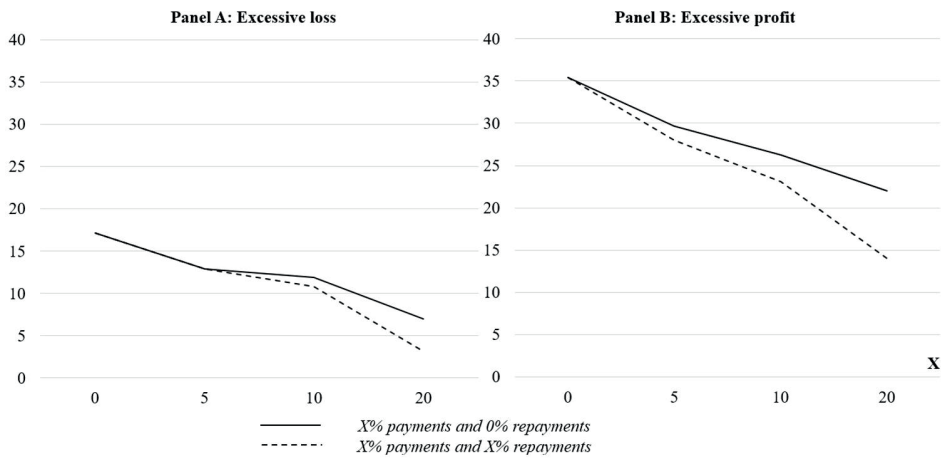 Panel A: Excessive loss
40
35
30
25
20
15
10
5
0
0 5 10 20
Panel B: Excessive profit
40
35
30
25
20
15
10
5
0
X
0 5 10 20
X% payments and 0% repayments
X% payments and X% repayments